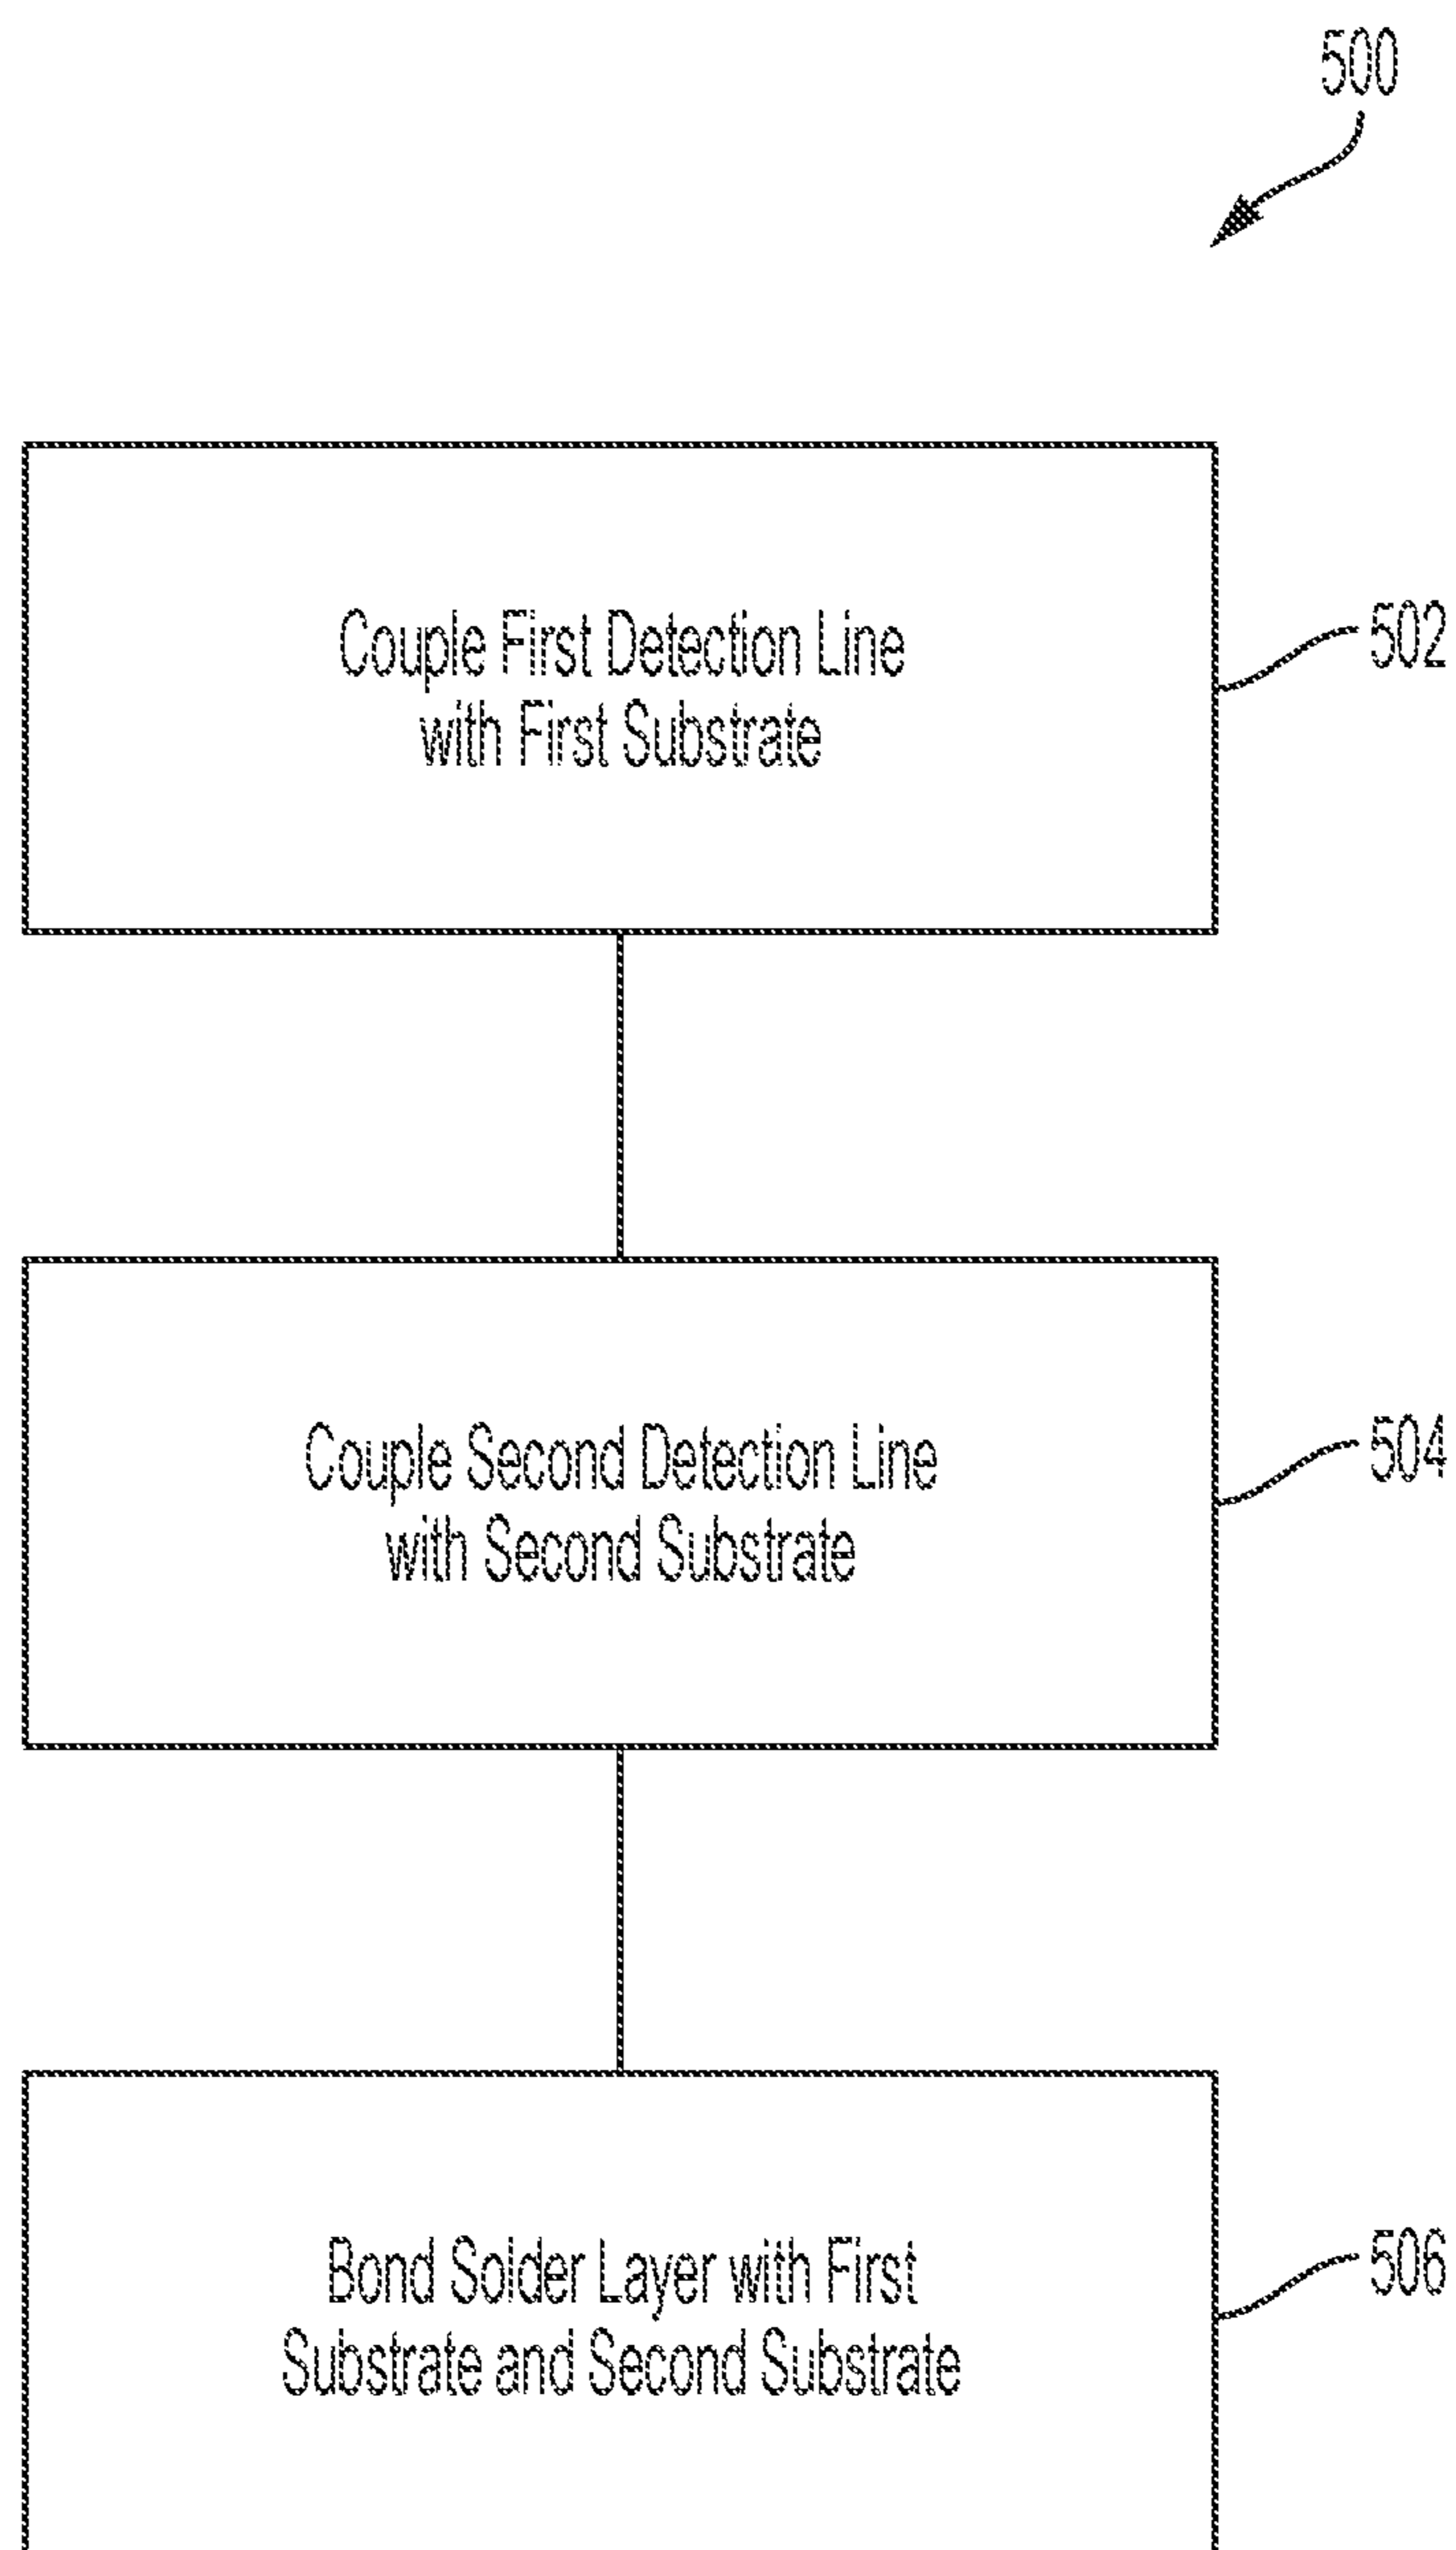 500
Couple First Detection Line
with First Substrate
502
Couple Second Detection Line
with Second Substrate
504
Bond Solder Layer with First
Substrate and Second Substrate
506